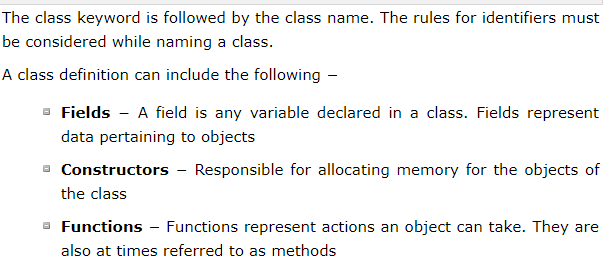 The class keyword is followed by the class name. The rules for identifiers must
be considered while naming a class.
A class definition can include the following −
Fields − A field is any variable declared in a class. Fields represent
data pertaining to objects
Constructors − Responsible for allocating memory for the objects of
the class
Functions − Functions represent actions an object can take. They are
also at times referred to as methods